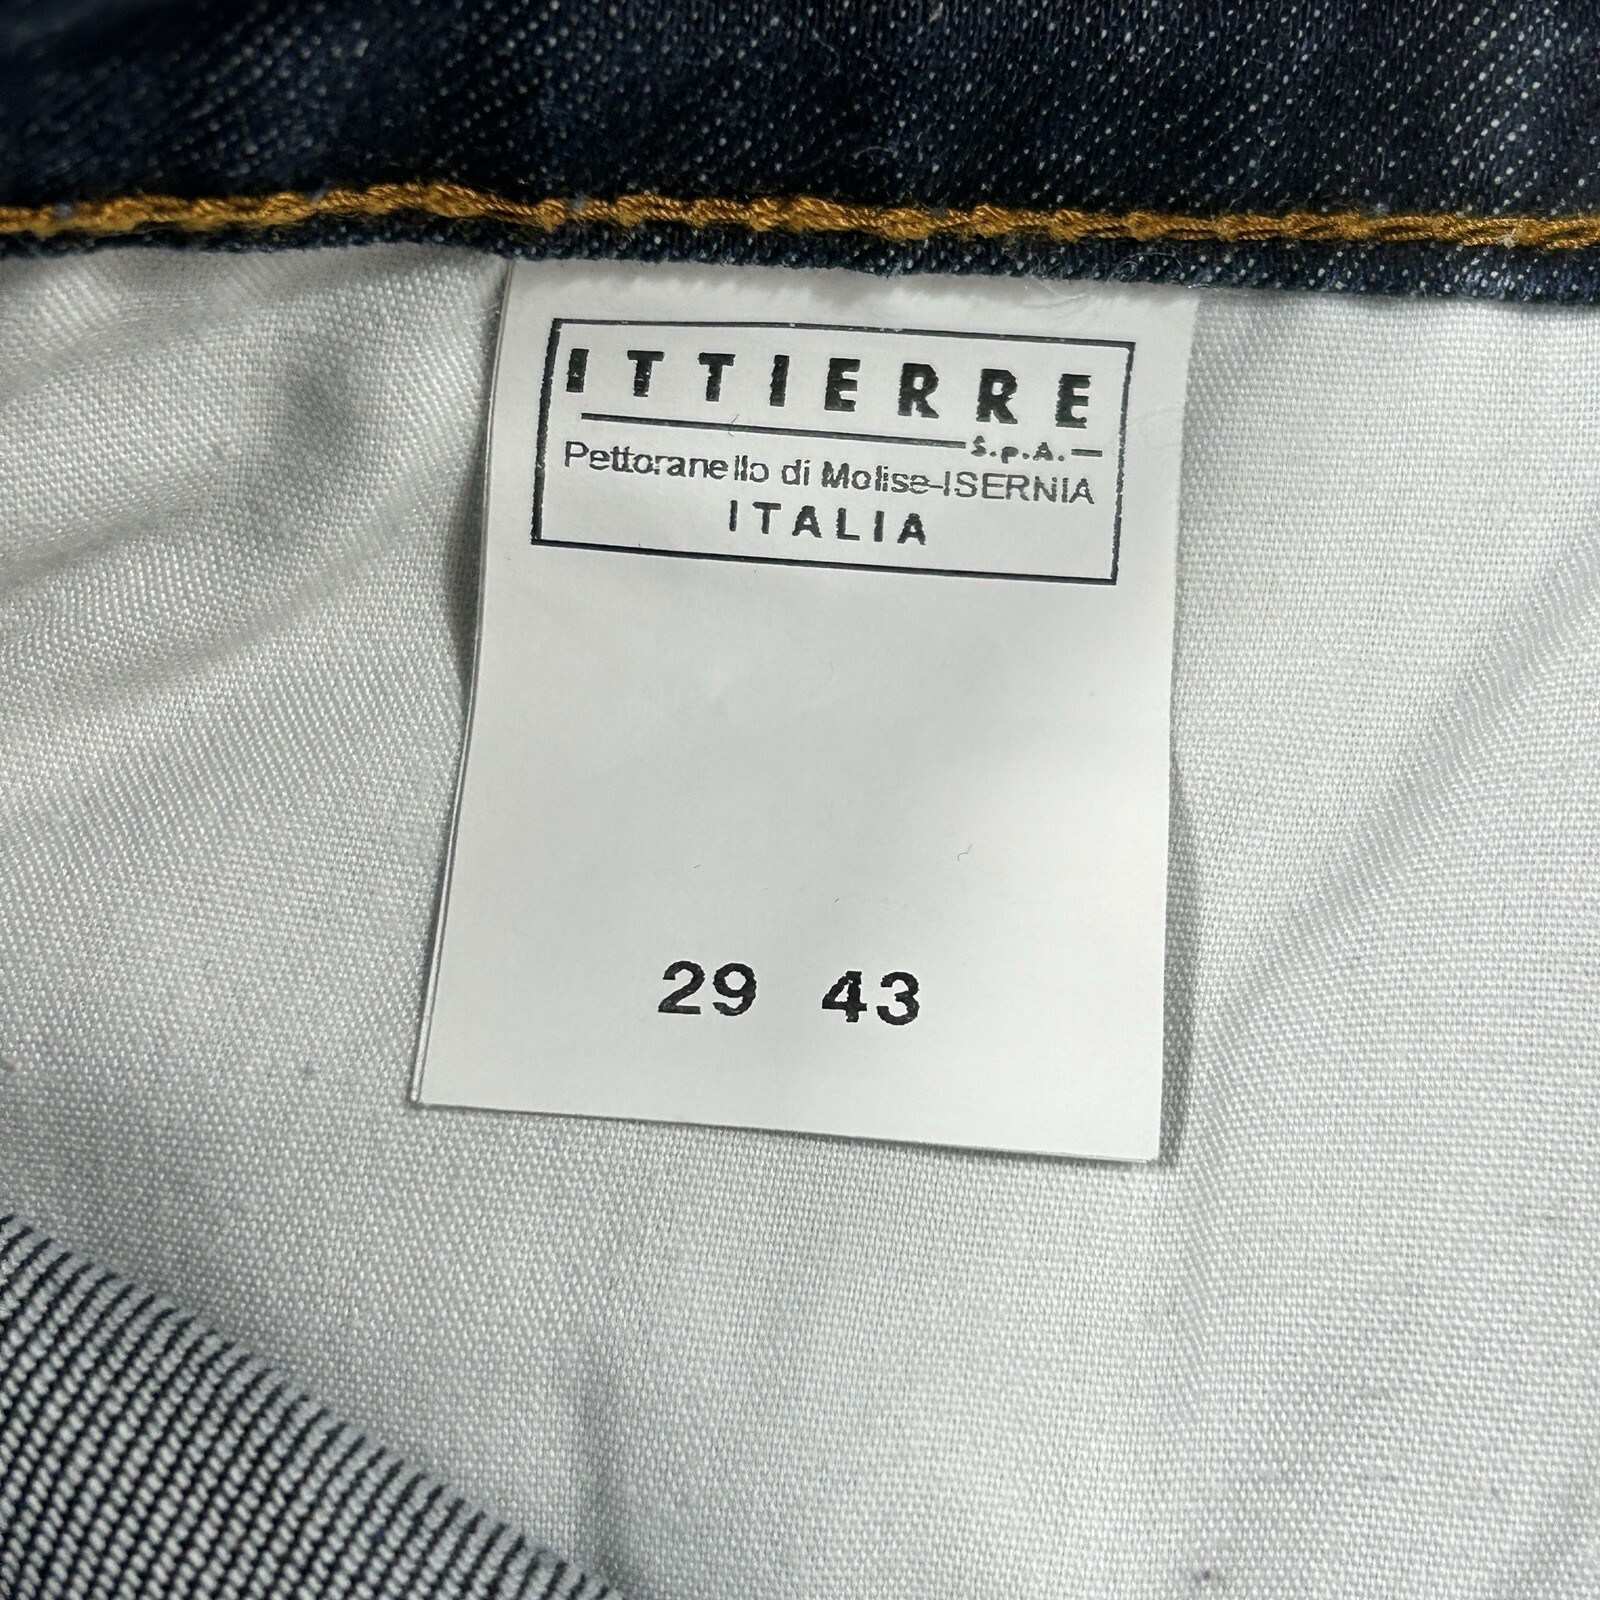 ITTIERRE
S.p.A.
Pettoranello di Molise-ISERNIA
ITALIA
29 43